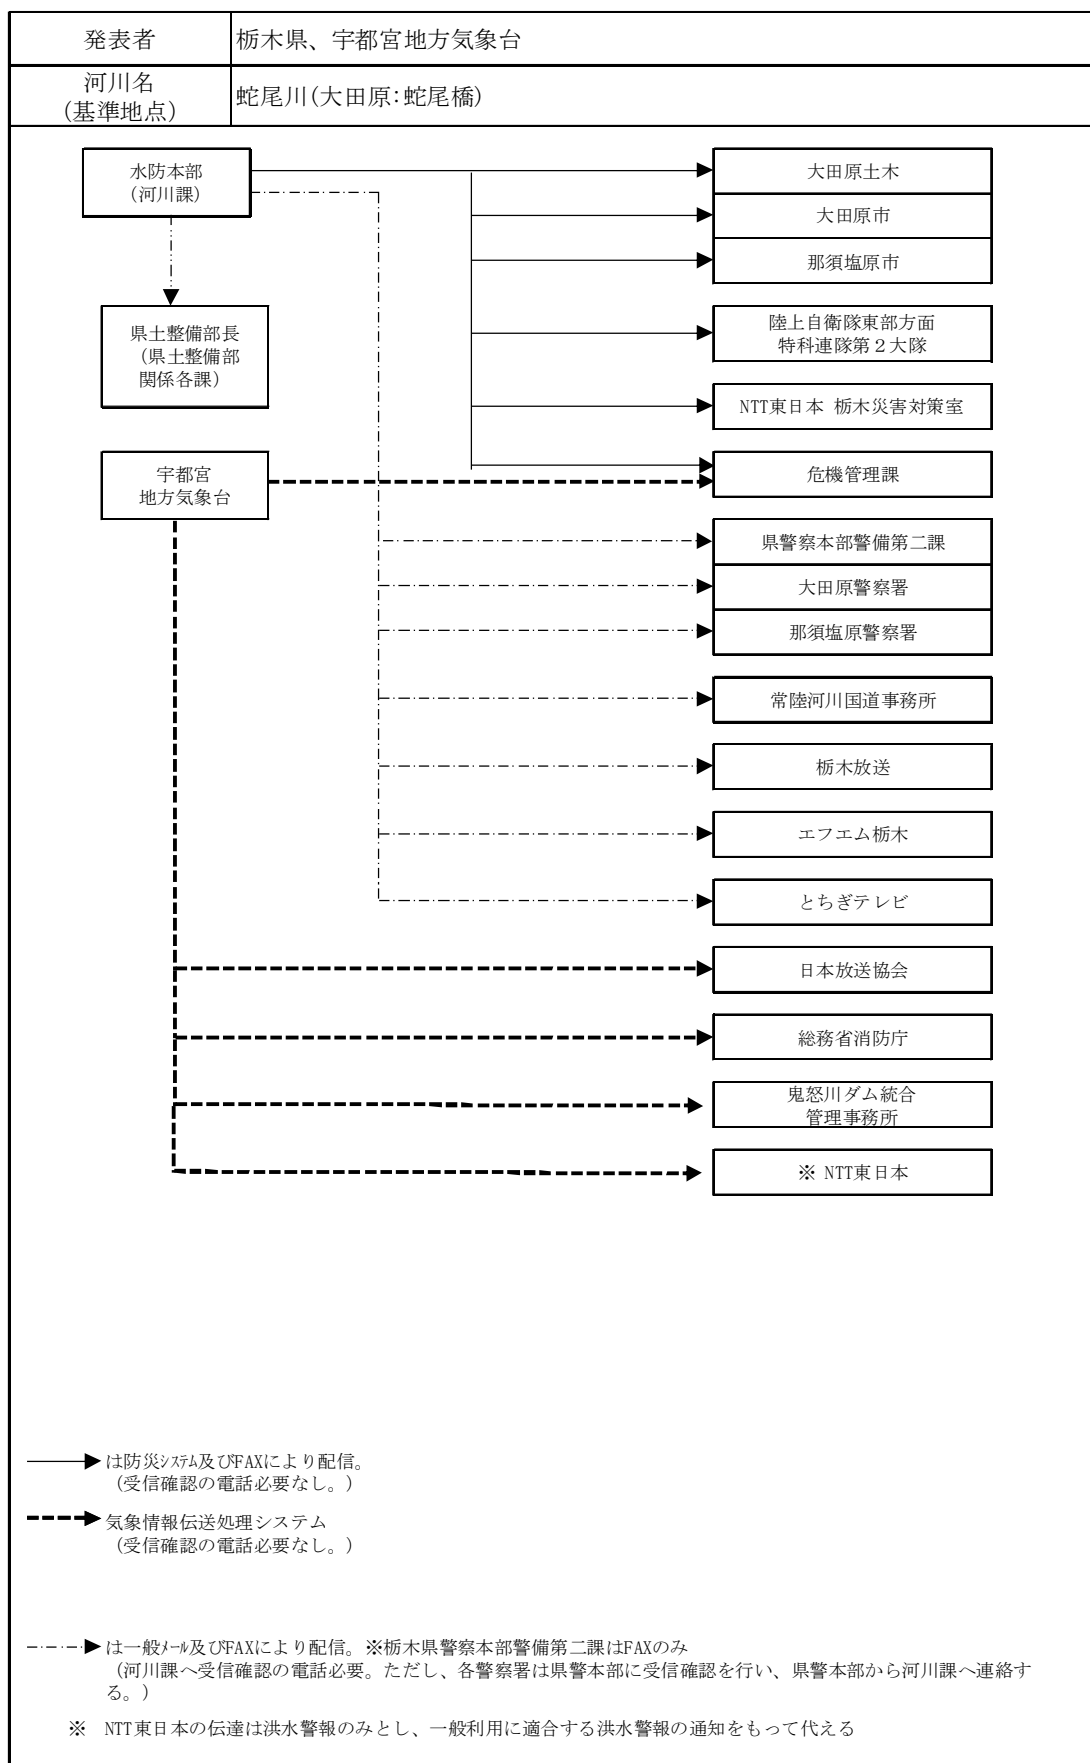 発表者
栃木県、宇都宮地方気象台
河川名
(基準地点)
蛇尾川(大田原:蛇尾橋)
水防本部
（河川課）
県土整備部長
（県土整備部
関係各課）
宇都宮
地方気象台
大田原土木
大田原市
那須塩原市
陸上自衛隊東部方面
特科連隊第２大隊
NTT東日本 栃木災害対策室
危機管理課
県警察本部警備第二課
大田原警察署
那須塩原警察署
常陸河川国道事務所
栃木放送
エフエム栃木
とちぎテレビ
日本放送協会
総務省消防庁
鬼怒川ダム統合
管理事務所
※ NTT東日本
は防災ｼｽﾃﾑ及びFAXにより配信。
（受信確認の電話必要なし。）
気象情報伝送処理システム
（受信確認の電話必要なし。）
は一般ﾒｰﾙ及びFAXにより配信。※栃木県警察本部警備第二課はFAXのみ
（河川課へ受信確認の電話必要。ただし、各警察署は県警本部に受信確認を行い、県警本部から河川課へ連絡す
る。）
※ NTT東日本の伝達は洪水警報のみとし、一般利用に適合する洪水警報の通知をもって代える